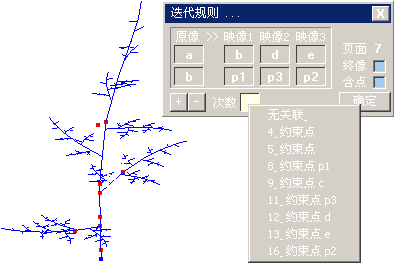 迭代规则 ...
原像 >> 映像1 映像2 映像3
a b d e
b p1 p3 p2
页面 7
终像
含点
+ - 次数 确定
无关联_
4_约束点
5_约束点
8_约束点 p1
9_约束点 c
11_约束点 p3
12_约束点 d
13_约束点 e
16_约束点 p2